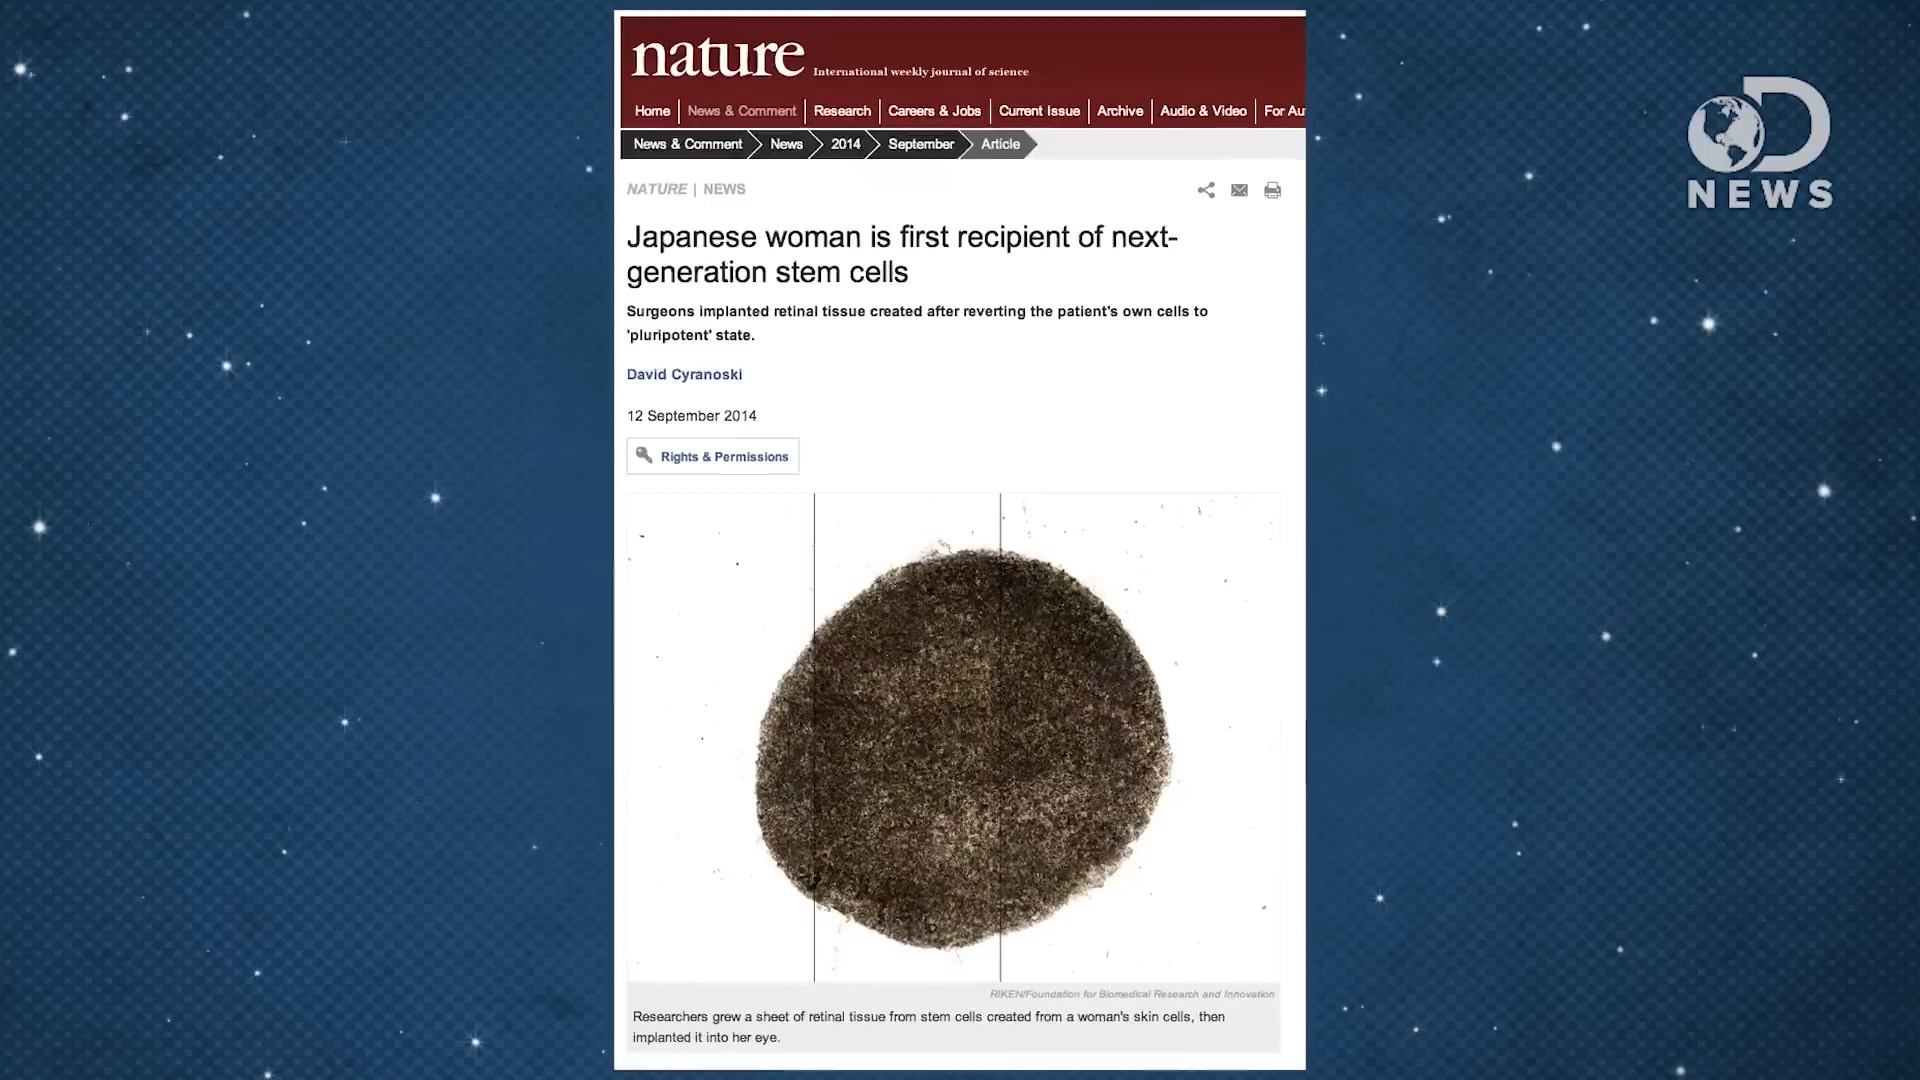 nature International weekly journal of science
Home News & Comment Research Careers & Jobs Current Issue Archive Audio & Video For Au
News & Comment News 2014 September Article
NATURE | NEWS
Japanese woman is first recipient of next-
generation stem cells
Surgeons implanted retinal tissue created after reverting the patient's own cells to
'pluripotent' state.
David Cyranoski
12 September 2014
Rights & Permissions
RIKEN/Foundation for Biomedical Research and Innovation
Researchers grew a sheet of retinal tissue from stem cells created from a woman's skin cells, then
implanted it into her eye.
D
NEWS